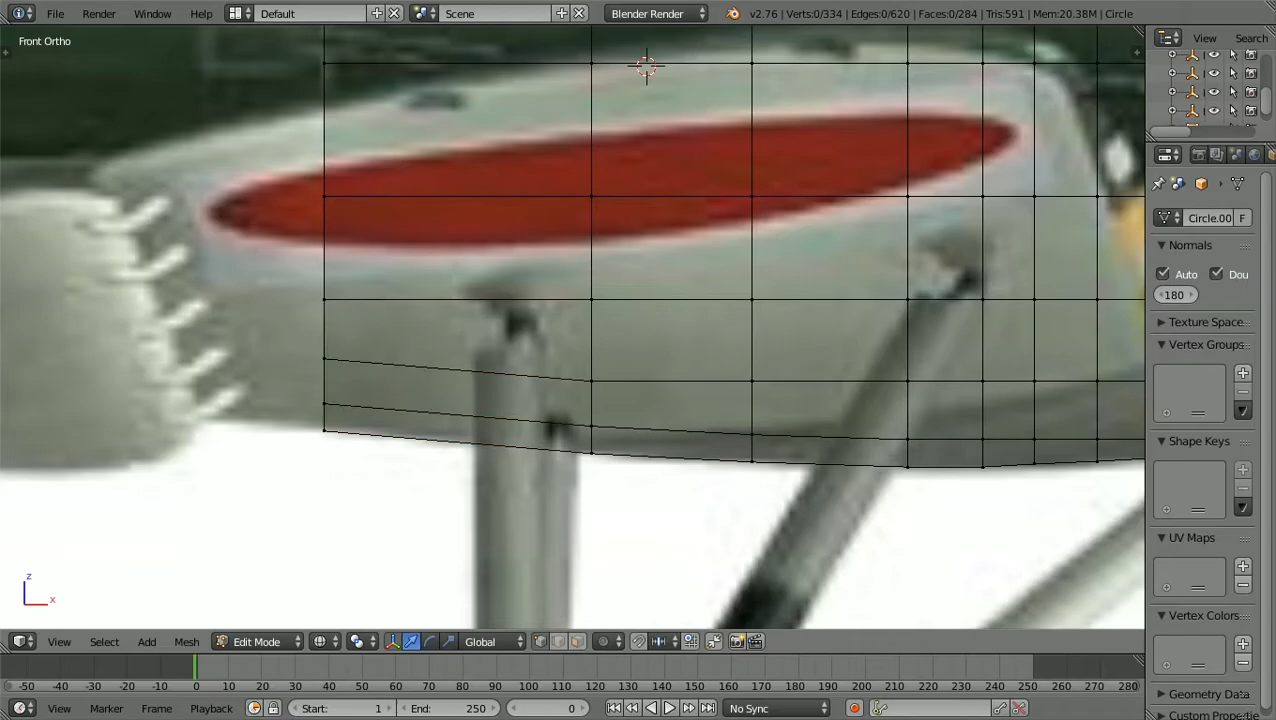 File Render Window Help Default Scene Blender Render v2.76 | Verts:0/334 | Edges:0/620 | Faces:0/284 | Tris:591 | Mem:20.38M | Circle
Front Ortho
View Search
Circle.00 F
Normals
Auto Dou
180
Texture Space
Vertex Groups
Shape Keys
UV Maps
Vertex Colors
Geometry Data
Custom Propertie
z
x
View Select Add Mesh Edit Mode Global
-50 -40 -30 -20 -10 0 10 20 30 40 50 60 70 80 90 100 110 120 130 140 150 160 170 180 190 200 210 220 230 240 250 260 270 280
View Marker Frame Playback Start: 1 End: 250 0 No Sync